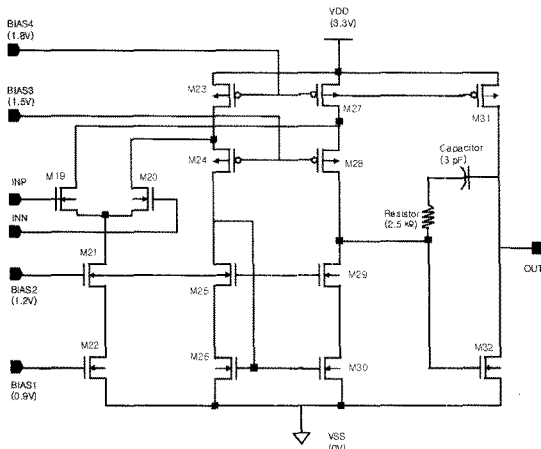 BIAS4
(1.8V)
VDD
(3.3V)
BIAS3
(1.5V)
M23
M27
M31
M24
M28
Capacitor
(3 pF)
M19
M20
INP
INN
Resistor
(2.5 kΩ)
OUT
M21
BIAS2
(1.2V)
M25
M29
M22
BIAS1
(0.9V)
M26
M30
M32
VSS
(0V)